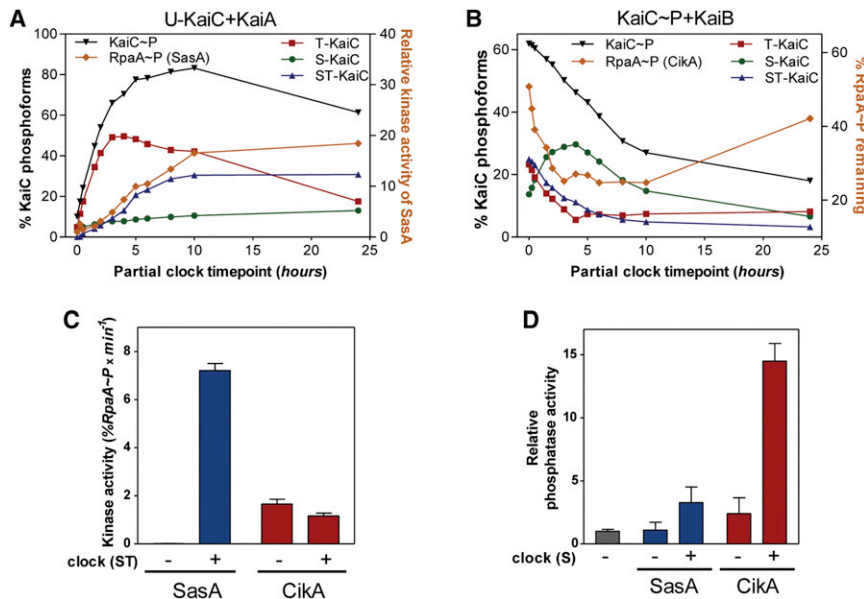 A
U-KaiC+KaiA
KaiC~P
RpaA~P (SasA)
T-KaiC
S-KaiC
ST-KaiC
% KaiC phosphoforms
100
80
60
40
20
0
Relative kinase activity of SasA
40
30
20
10
0
0 5 10 15 20 25
Partial clock timepoint (hours)
B
KaiC~P+KaiB
KaiC~P
RpaA~P (CikA)
T-KaiC
S-KaiC
ST-KaiC
% KaiC phosphoforms
60
40
20
0
% RpaA~P remaining
60
40
20
0 5 10 15 20 25
Partial clock timepoint (hours)
C
Kinase activity (%RpaA~P x min-1)
8
6
4
2
0
clock (ST) - + - +
SasA CikA
D
Relative
phosphatase activity
15
10
5
0
clock (S) - - + - +
SasA CikA